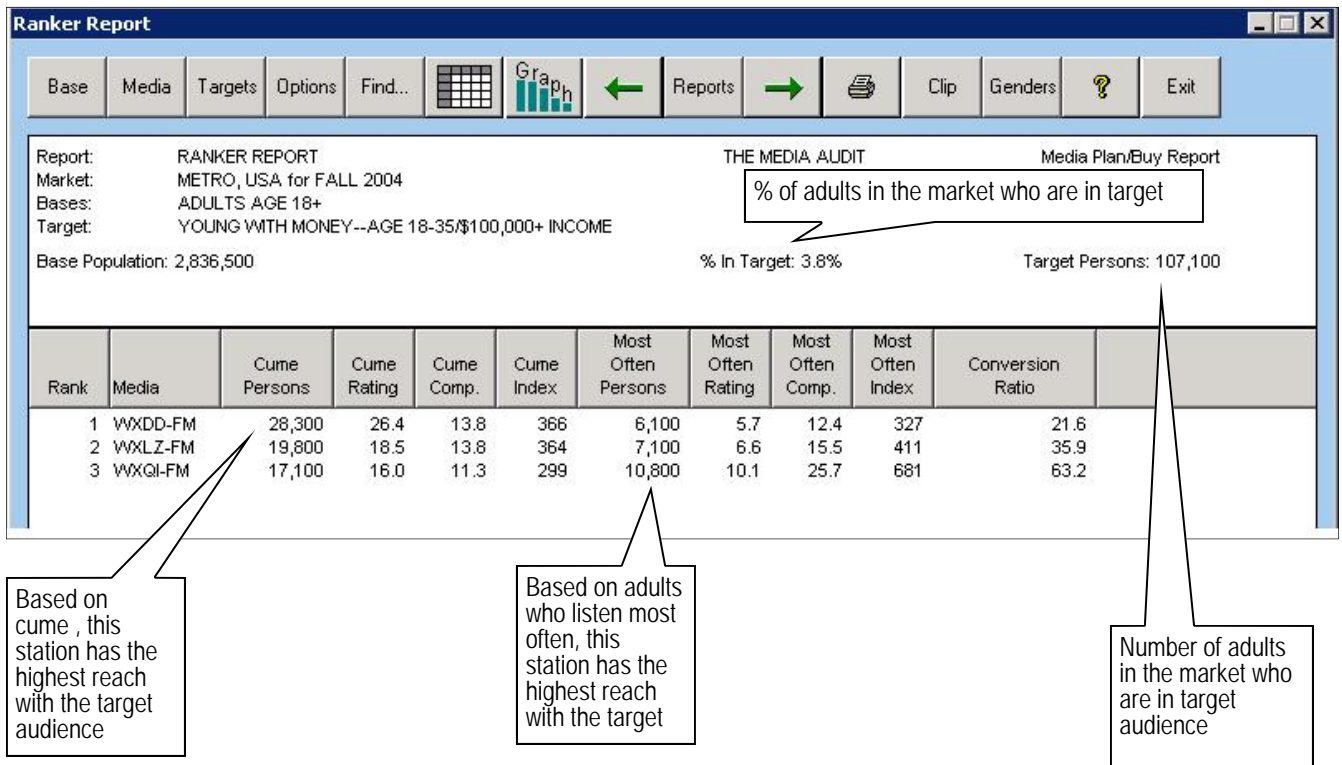 Ranker Report
Base Media Targets Options Find... Graph Reports Clip Genders ? Exit
Report: RANKER REPORT THE MEDIA AUDIT Media Plan/Buy Report
Market: METRO, USA for FALL 2004
Bases: ADULTS AGE 18+
Target: YOUNG WITH MONEY--AGE 18-35/$100,000+ INCOME
% of adults in the market who are in target
Base Population: 2,836,500 % In Target: 3.8% Target Persons: 107,100
Rank Media Cume Persons Cume Rating Cume Comp. Cume Index Most Often Persons Most Often Rating Most Often Comp. Most Often Index Conversion Ratio
1 WXDD-FM 28,300 26.4 13.8 366 6,100 5.7 12.4 327 21.6
2 WXLZ-FM 19,800 18.5 13.8 364 7,100 6.6 15.5 411 35.9
3 WXQI-FM 17,100 16.0 11.3 299 10,800 10.1 25.7 681 63.2
Based on
cume , this
station has the
highest reach
with the target
audience
Based on adults
who listen most
often, this
station has the
highest reach
with the target
Number of adults
in the market who
are in target
audience